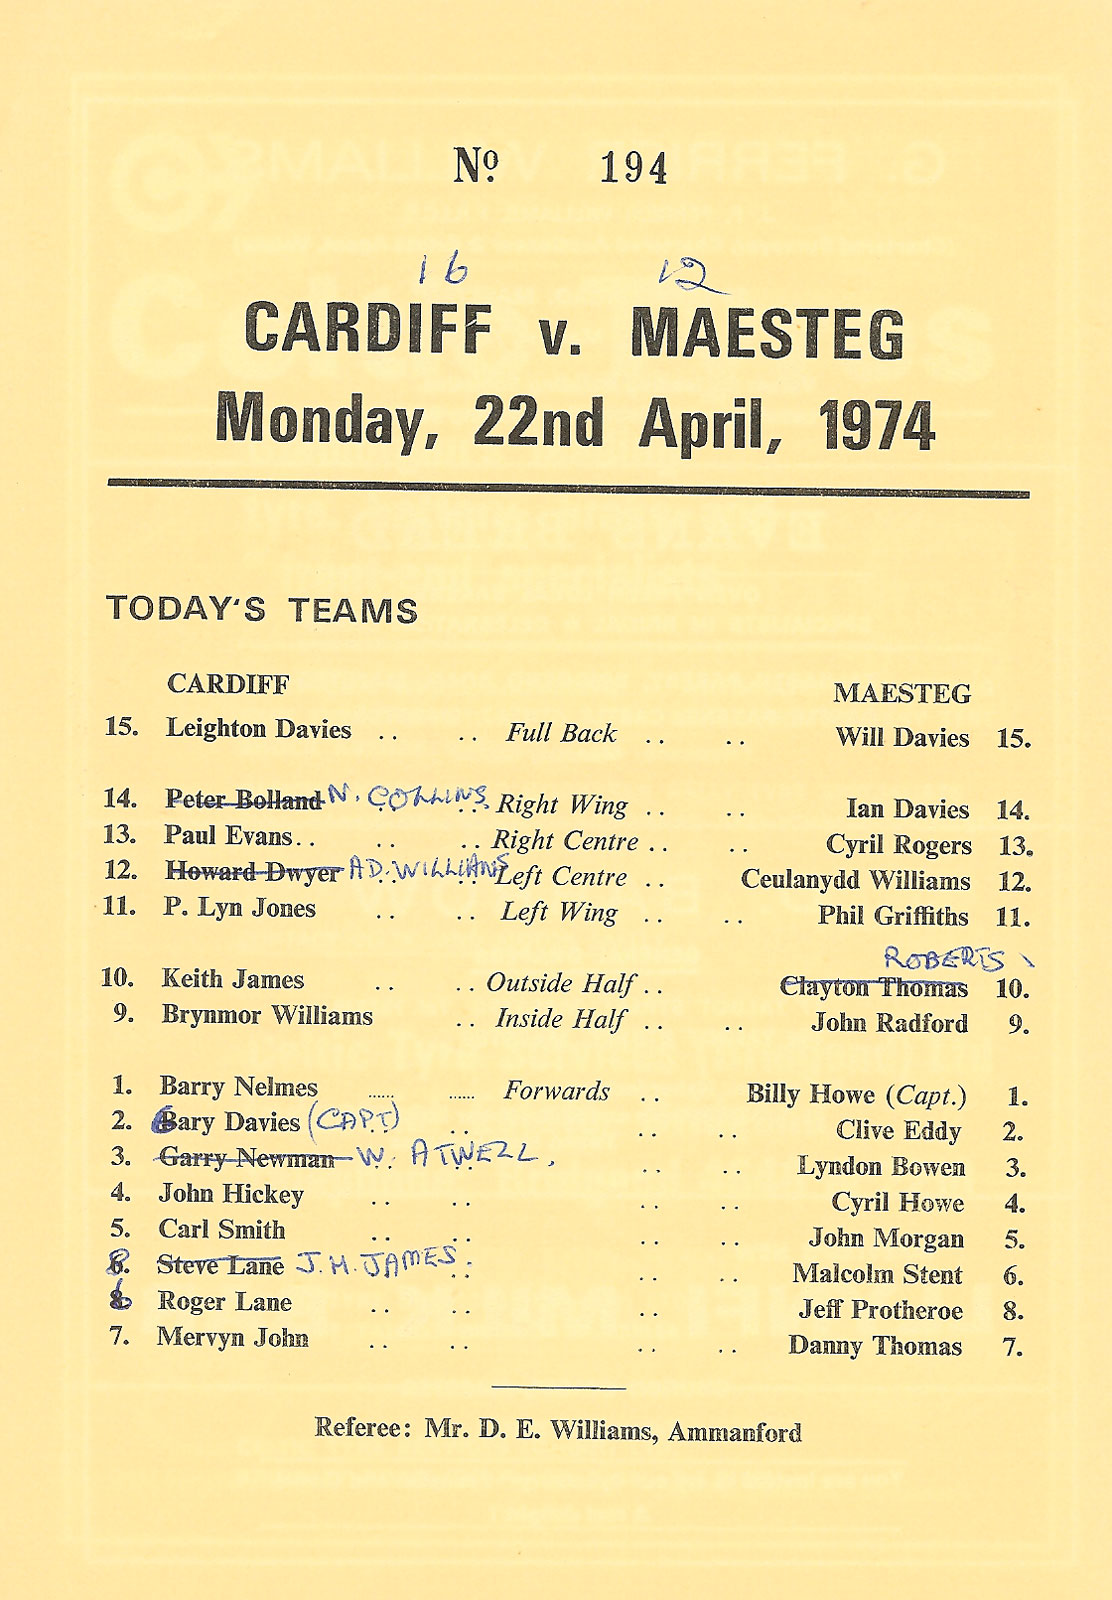 Nº 194
16 12
CARDIFF v. MAESTEG
Monday, 22nd April, 1974
TODAY'S TEAMS
CARDIFF MAESTEG
15. Leighton Davies .. .. Full Back .. .. Will Davies 15.
14. Peter Bolland N. COLLINS Right Wing .. .. Ian Davies 14.
13. Paul Evans.. .. .. Right Centre .. .. Cyril Rogers 13.
12. Howard Dwyer AD. WILLIAMS Left Centre .. Ceulanydd Williams 12.
11. P. Lyn Jones .. .. Left Wing .. .. Phil Griffiths 11.
ROBERTS
10. Keith James .. .. Outside Half .. Clayton Thomas 10.
9. Brynmor Williams .. Inside Half .. .. John Radford 9.
1. Barry Nelmes ...... ...... Forwards .. Billy Howe (Capt.) 1.
2. Gary Davies (CAPT) .. .. .. Clive Eddy 2.
3. Garry Newman W. ATWELL. .. .. Lyndon Bowen 3.
4. John Hickey .. .. .. .. Cyril Howe 4.
5. Carl Smith .. .. .. .. John Morgan 5.
8. Steve Lane J.H. JAMES. .. .. .. Malcolm Stent 6.
6 Roger Lane .. .. .. Jeff Protheroe 8.
7. Mervyn John .. .. .. .. Danny Thomas 7.
Referee: Mr. D. E. Williams, Ammanford